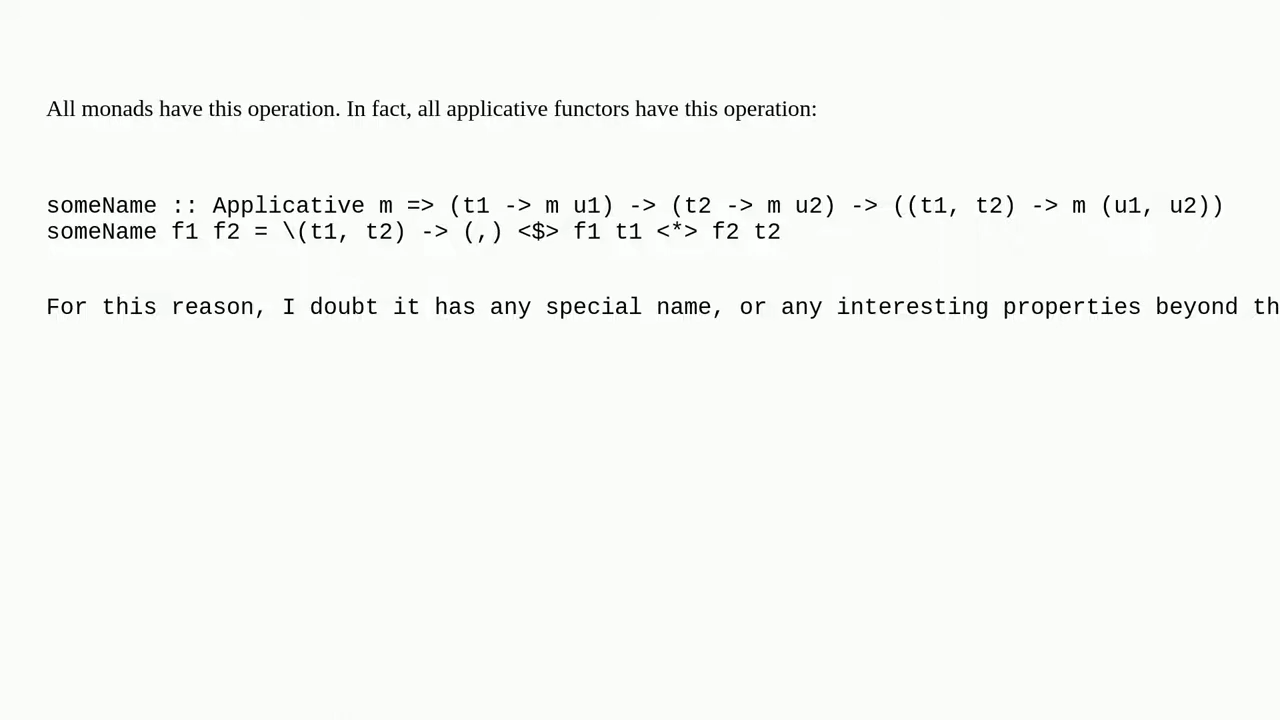 All monads have this operation. In fact, all applicative functors have this operation:
someName :: Applicative m => (t1 -> m u1) -> (t2 -> m u2) -> ((t1, t2) -> m (u1, u2))
someName f1 f2 = \(t1, t2) -> (,) <$> f1 t1 <*> f2 t2
For this reason, I doubt it has any special name, or any interesting properties beyond th